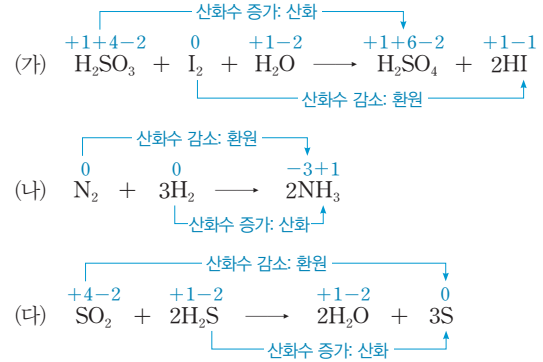 산화수 증가: 산화
+1+4-2 0 +1-2 +1+6-2 +1-1
(가) H₂SO₃ + I₂ + H₂O ⟶ H₂SO₄ + 2HI
산화수 감소: 환원
산화수 감소: 환원
0 0 -3+1
(나) N₂ + 3H₂ ⟶ 2NH₃
산화수 증가: 산화
산화수 감소: 환원
+4-2 +1-2 +1-2 0
(다) SO₂ + 2H₂S ⟶ 2H₂O + 3S
산화수 증가: 산화